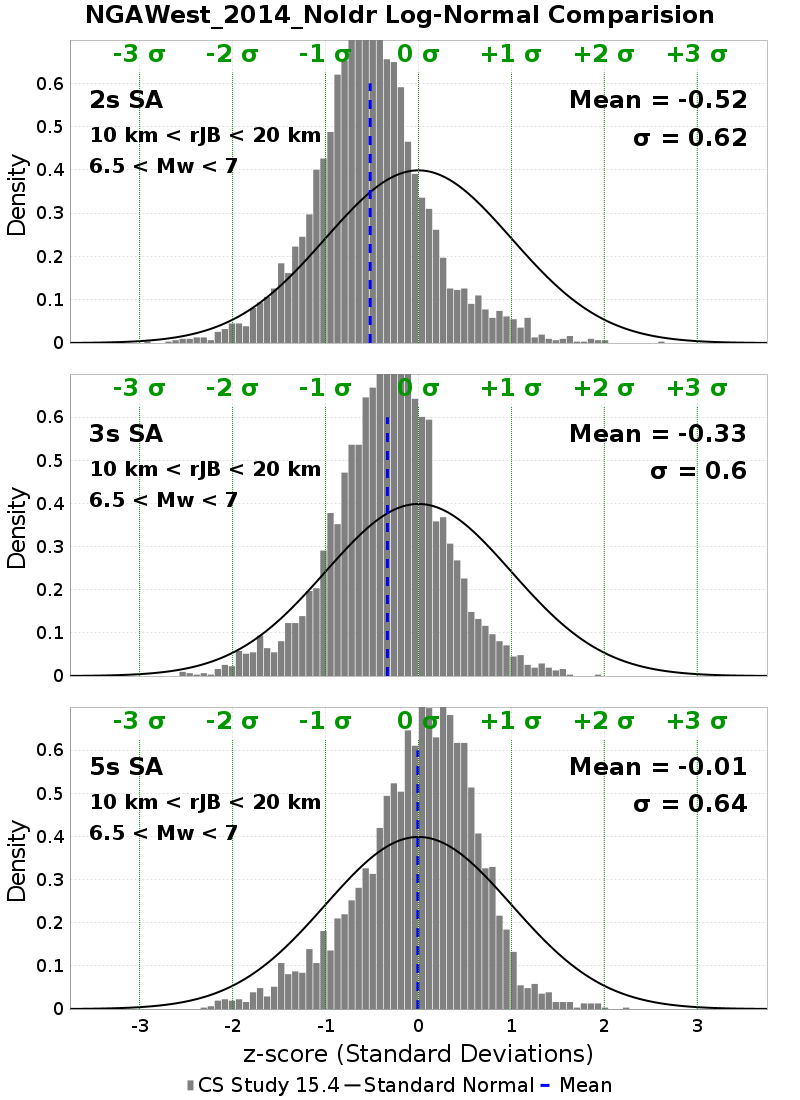 NGAWest_2014_NoIdr Log-Normal Comparision
-3 σ -2 σ -1 σ 0 σ +1 σ +2 σ +3 σ
2s SA Mean = -0.52
10 km < rJB < 20 km σ = 0.62
6.5 < Mw < 7
Density
0.6
0.5
0.4
0.3
0.2
0.1
0
-3 σ -2 σ -1 σ 0 σ +1 σ +2 σ +3 σ
3s SA Mean = -0.33
10 km < rJB < 20 km σ = 0.6
6.5 < Mw < 7
Density
0.6
0.5
0.4
0.3
0.2
0.1
0
-3 σ -2 σ -1 σ 0 σ +1 σ +2 σ +3 σ
5s SA Mean = -0.01
10 km < rJB < 20 km σ = 0.64
6.5 < Mw < 7
Density
0.6
0.5
0.4
0.3
0.2
0.1
0
-3 -2 -1 0 1 2 3
z-score (Standard Deviations)
CS Study 15.4 Standard Normal Mean